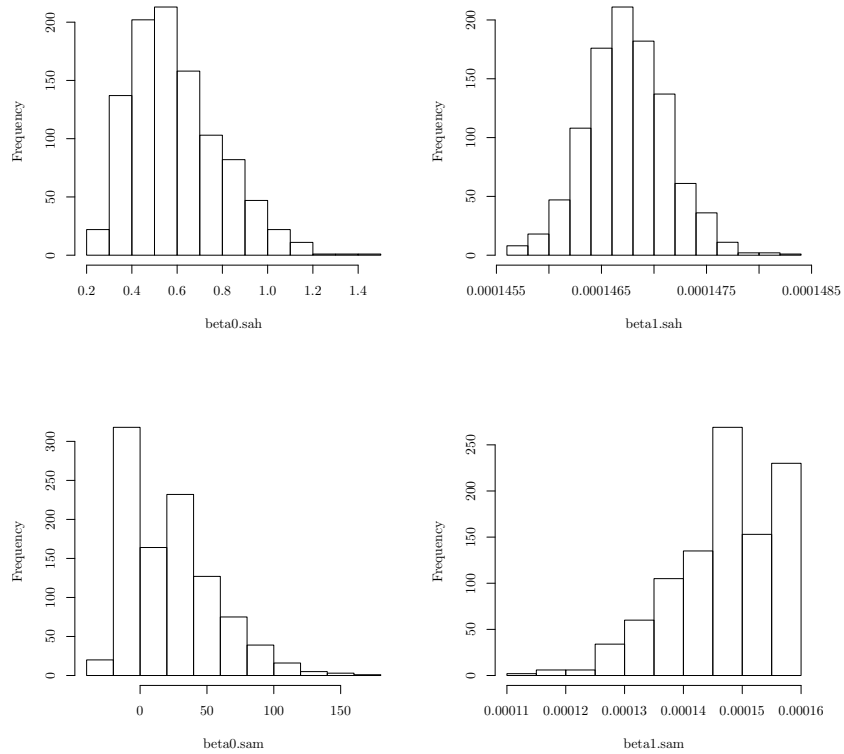 Frequency
0 50 100 150 200
0.2 0.4 0.6 0.8 1.0 1.2 1.4
beta0.sah
Frequency
0 50 100 150 200
0.0001455 0.0001465 0.0001475 0.0001485
beta1.sah
Frequency
0 50 100 150 200 250 300
0 50 100 150
beta0.sam
Frequency
0 50 100 150 200 250
0.00011 0.00012 0.00013 0.00014 0.00015 0.00016
beta1.sam